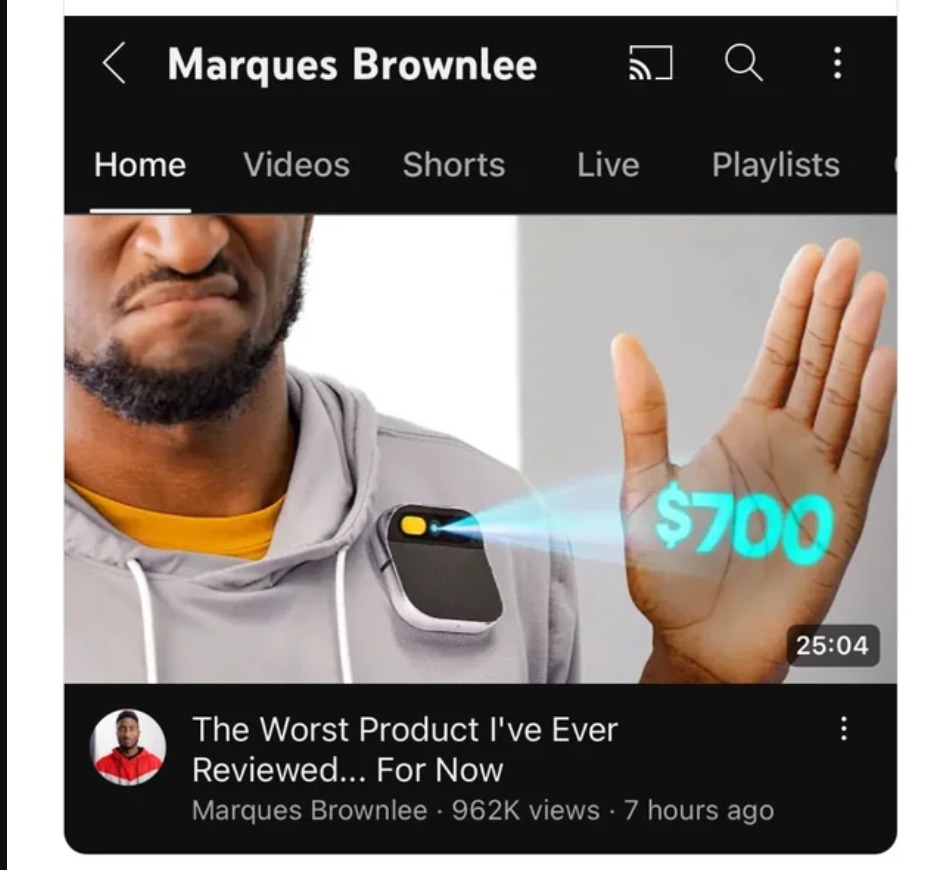 Marques Brownlee
Home Videos Shorts Live Playlists
$700
25:04
The Worst Product I've Ever
Reviewed... For Now
Marques Brownlee · 962K views · 7 hours ago